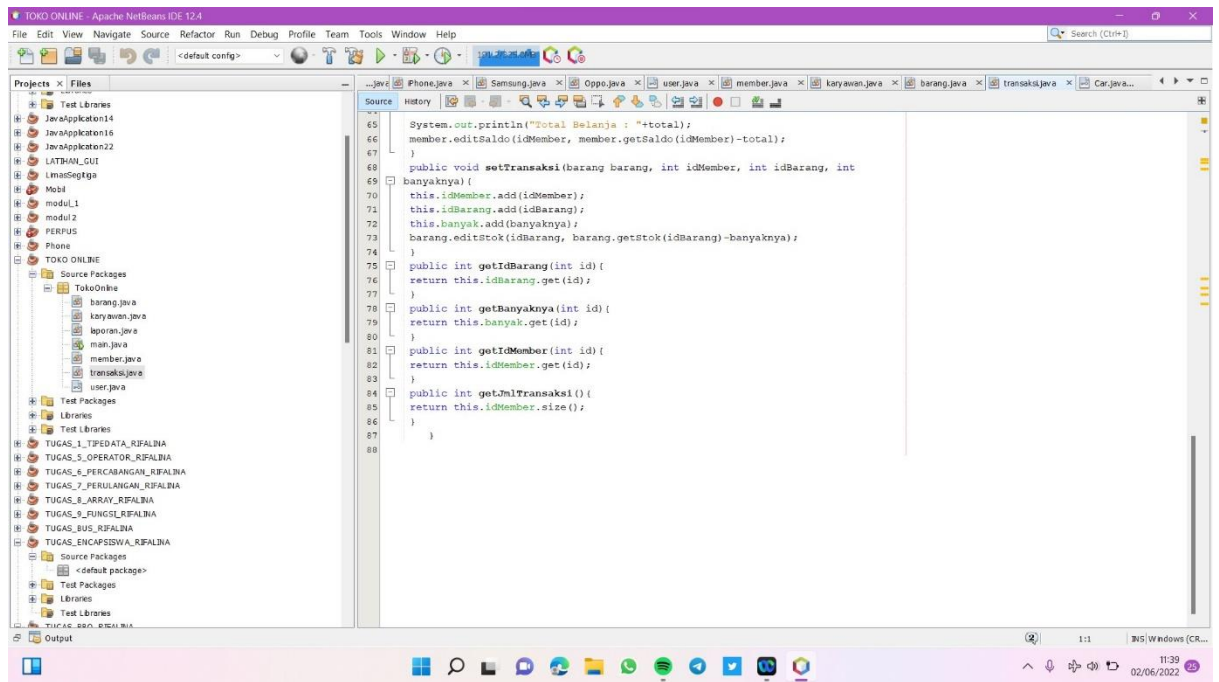 TOKO ONLINE - Apache NetBeans IDE 12.4
File Edit View Navigate Source Refactor Run Debug Profile Team Tools Window Help
Search (Ctrl+I)
<default config>
Projects Files
...java iPhone.java Samsung.java Oppo.java user.java member.java karyawan.java barang.java transaksi.java Car.java...
Source History
Test Libraries
JavaApplication14
JavaApplication16
JavaApplication22
LATIHAN_GUI
LimasSegitiga
Mobil
modul_1
modul 2
PERPUS
Phone
TOKO ONLINE
Source Packages
TokoOnline
barang.java
karyawan.java
laporan.java
main.java
member.java
transaksi.java
user.java
Test Packages
Libraries
Test Libraries
TUGAS_1_TIPEDATA_RIFALINA
TUGAS_5_OPERATOR_RIFALINA
TUGAS_6_PERCABANGAN_RIFALINA
TUGAS_7_PERULANGAN_RIFALINA
TUGAS_8_ARRAY_RIFALINA
TUGAS_9_FUNGSI_RIFALINA
TUGAS_BUS_RIFALINA
TUGAS_ENCAPSISWA_RIFALINA
Source Packages
<default package>
Test Packages
Libraries
Test Libraries
65 System.out.println("Total Belanja : "+total);
66 member.editSaldo(idMember, member.getSaldo(idMember)-total);
67 }
68 public void setTransaksi(barang barang, int idMember, int idBarang, int
69 banyaknya){
70 this.idMember.add(idMember);
71 this.idBarang.add(idBarang);
72 this.banyak.add(banyaknya);
73 barang.editStok(idBarang, barang.getStok(idBarang)-banyaknya);
74 }
75 public int getIdBarang(int id){
76 return this.idBarang.get(id);
77 }
78 public int getBanyaknya(int id){
79 return this.banyak.get(id);
80 }
81 public int getIdMember(int id){
82 return this.idMember.get(id);
83 }
84 public int getJmlTransaksi(){
85 return this.idMember.size();
86 }
87 }
88
Output
2
1:1
INS
Windows (CR...
11:39
02/06/2022
25